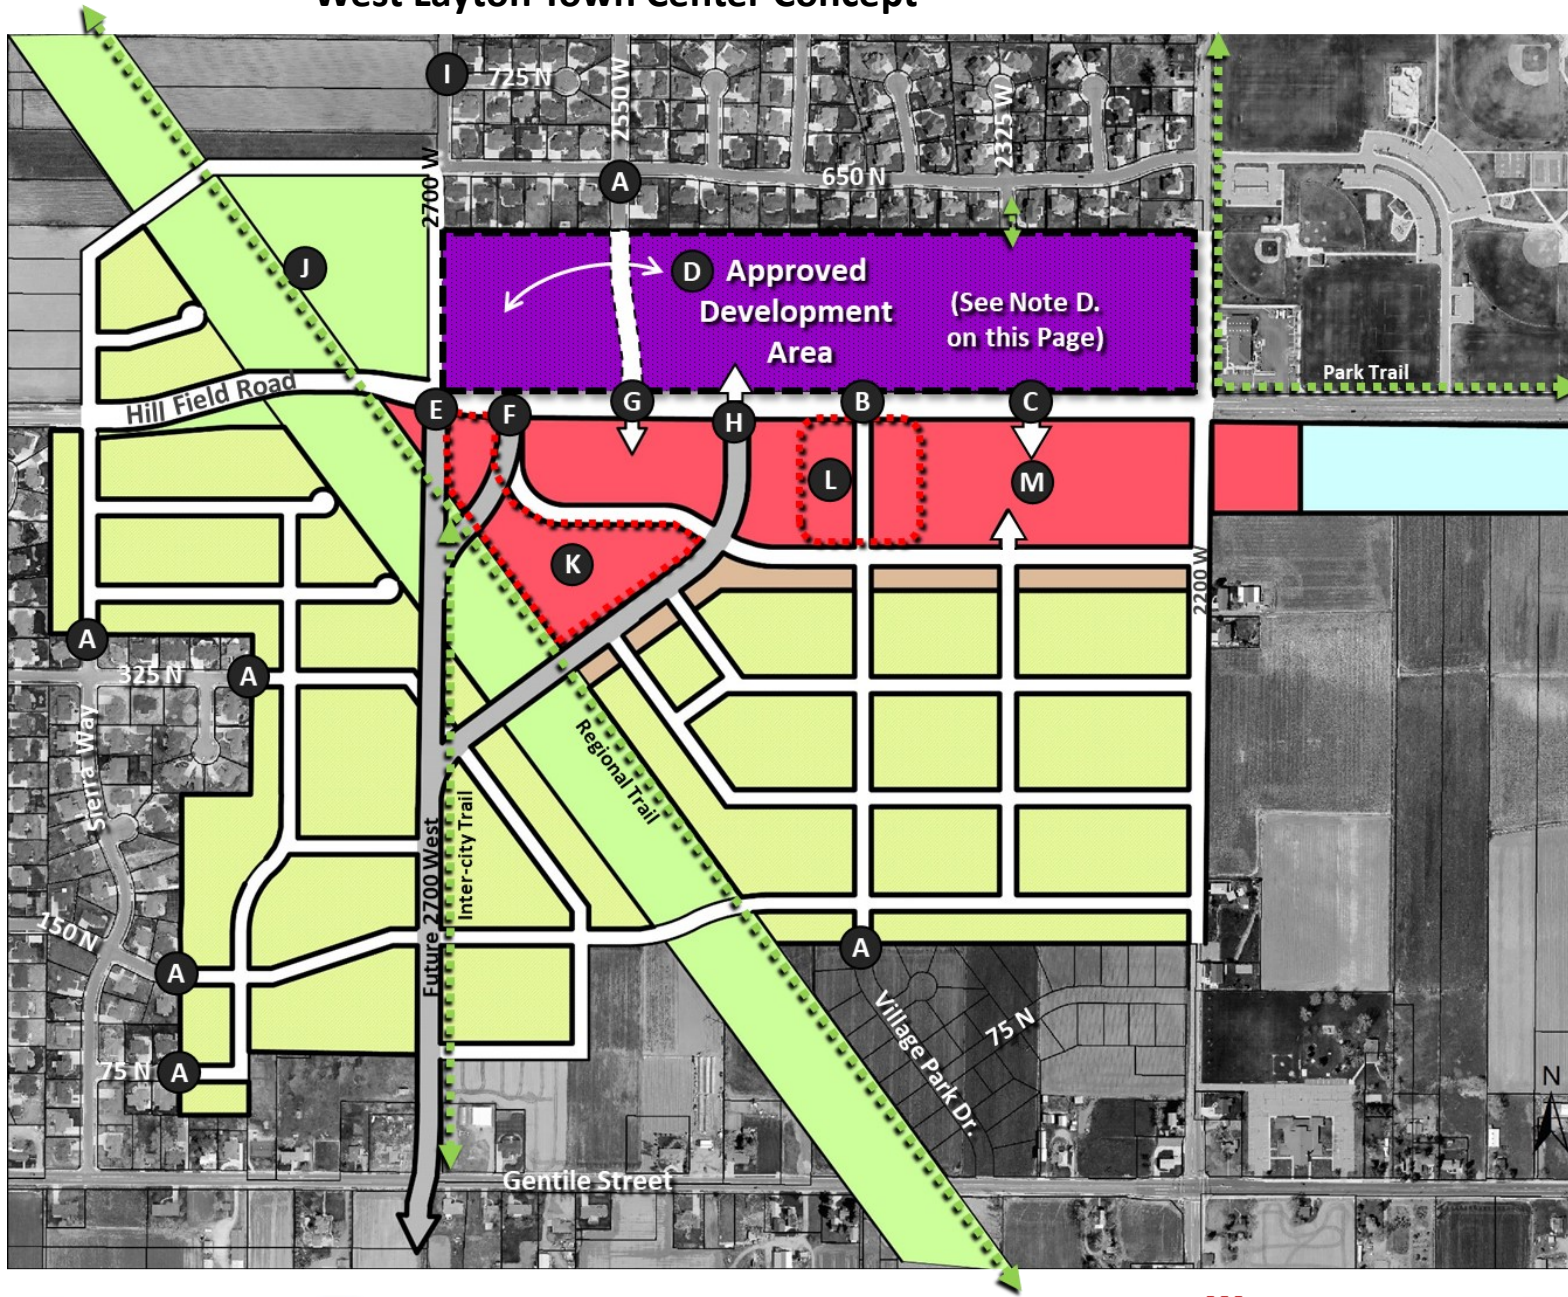 West Layton Town Center Concept
I
725 N
2550 W
2325 W
2700 W
A
650 N
J
D Approved
Development
Area
(See Note D.
on this Page)
Park Trail
Hill Field Road
E
F
G
H
B
C
L
M
K
2200 W
A
325 N
A
Sierra Way
Regional Trail
Inter-city Trail
Future 2700 West
150 N
A
A
Village Park Dr.
75 N
75 N
A
N
Gentile Street